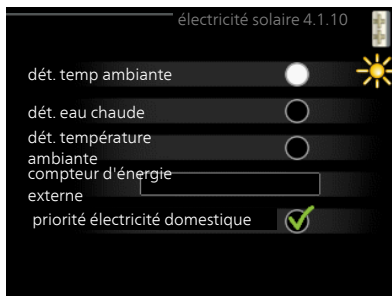 électricité solaire 4.1.10
dét. temp ambiante
dét. eau chaude
dét. température
ambiante
compteur d'énergie
externe
priorité électricité domestique